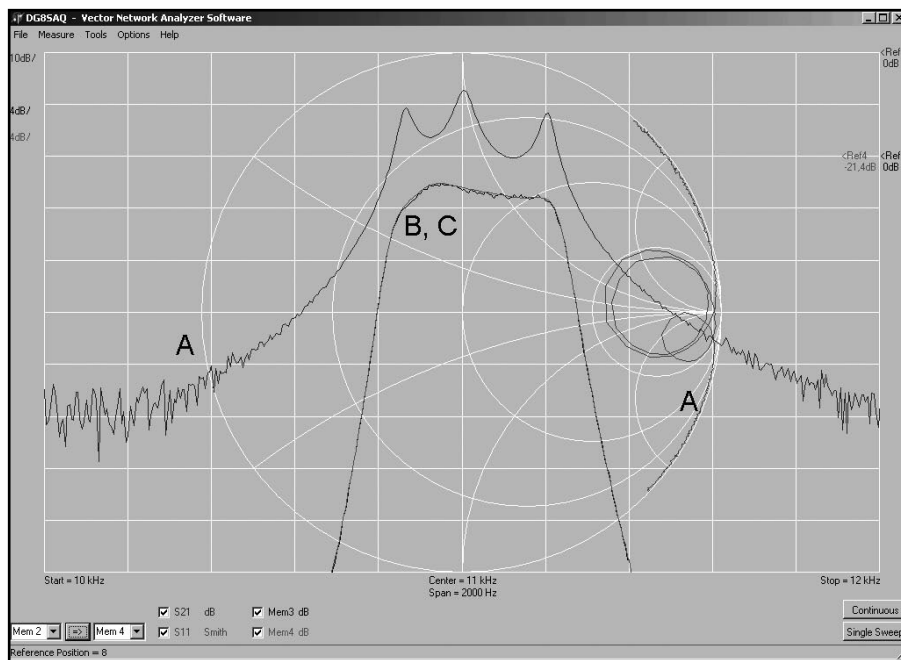 DG8SAQ - Vector Network Analyzer Software
File Measure Tools Options Help
10dB/
<Ref
0dB
4dB/
4dB/
<Ref4
-21,4dB
<Ref
0dB
B, C
A
A
Start = 10 kHz
Center = 11 kHz
Span = 2000 Hz
Stop = 12 kHz
S21 dB
Mem3 dB
Continuous
Mem 2
=>
Mem 4
S11 Smith
Mem4 dB
Single Sweep
Reference Position = 8